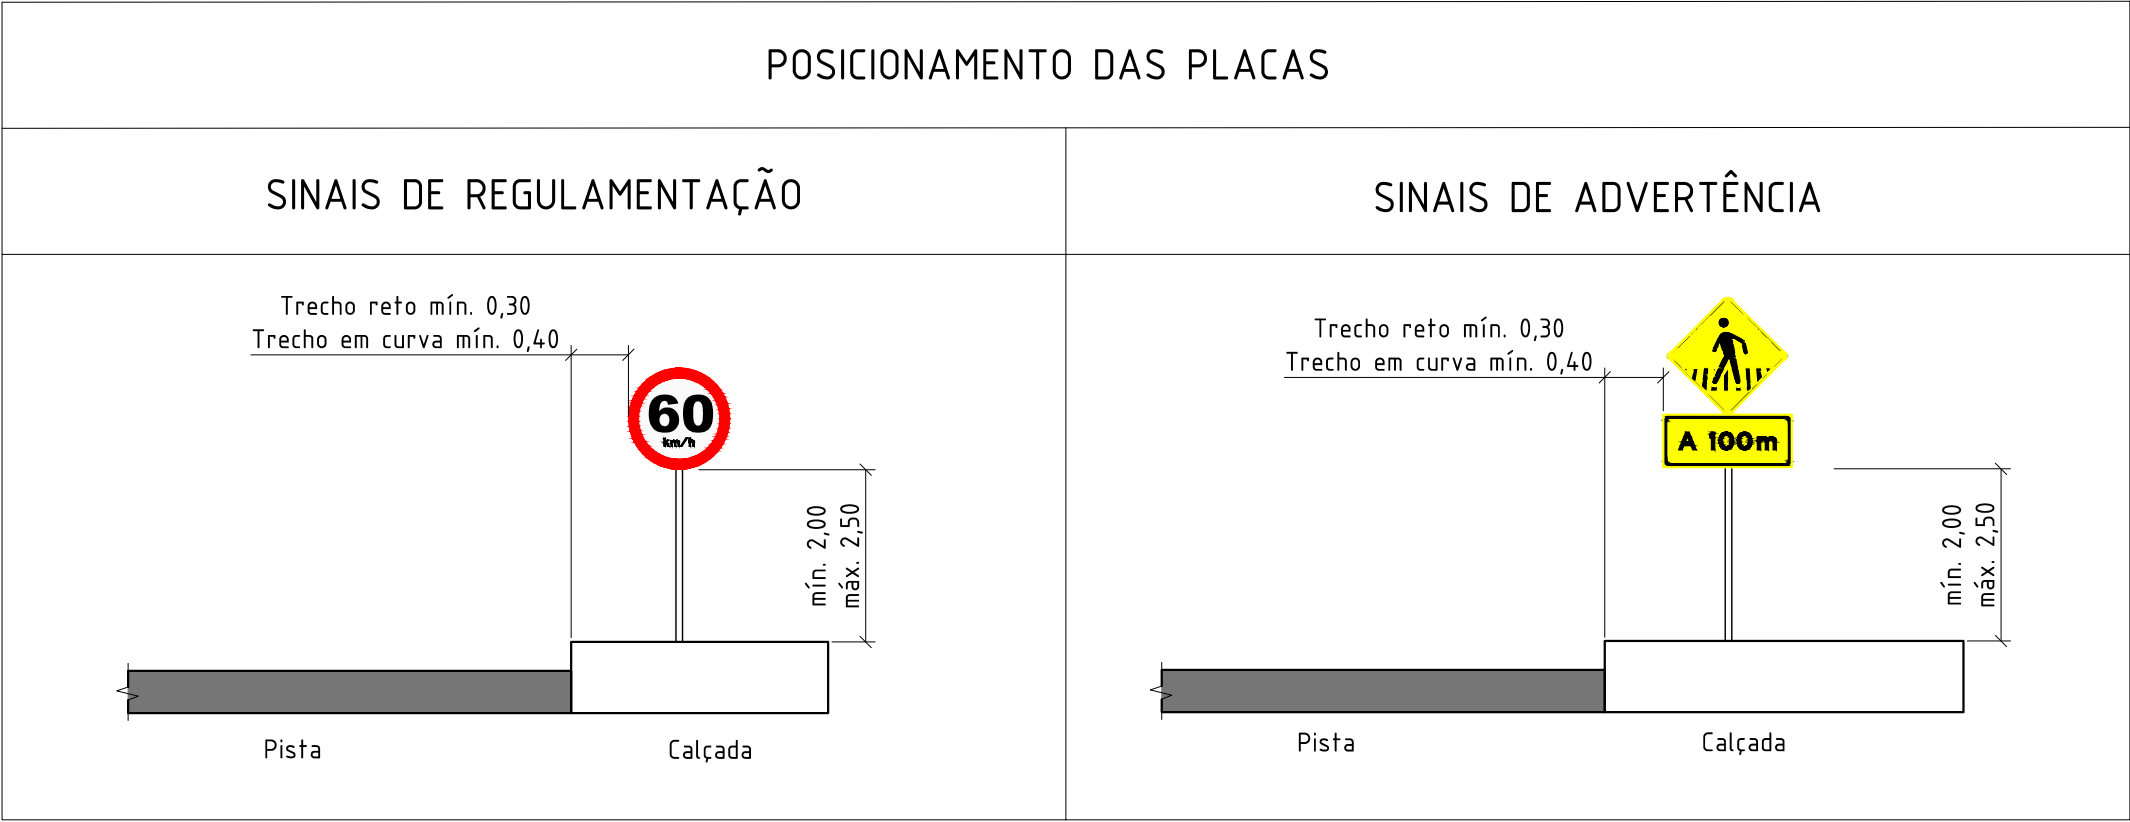 POSICIONAMENTO DAS PLACAS
SINAIS DE REGULAMENTAÇÃO
SINAIS DE ADVERTÊNCIA
Trecho reto mín. 0,30
Trecho em curva mín. 0,40
60
km/h
mín. 2,00
máx. 2,50
Pista
Calçada
Trecho reto mín. 0,30
Trecho em curva mín. 0,40
A 100m
mín. 2,00
máx. 2,50
Pista
Calçada